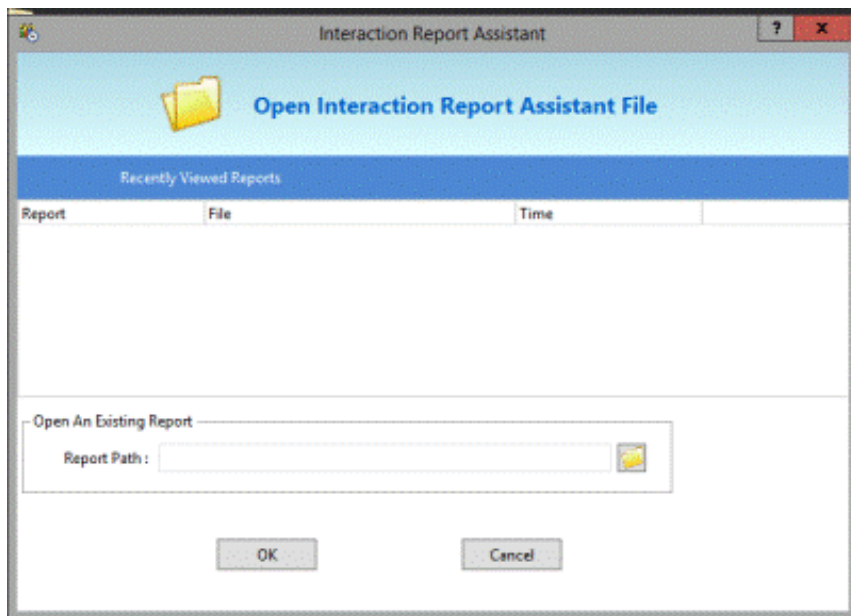 Interaction Report Assistant
?
x
Open Interaction Report Assistant File
Recently Viewed Reports
Report File Time
Open An Existing Report
Report Path :
OK Cancel